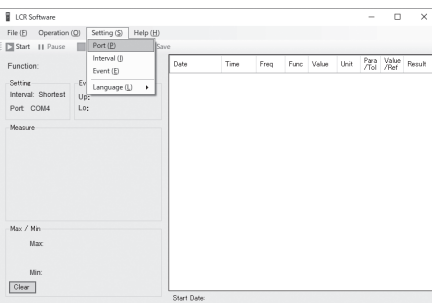 LCR Software
File (F) Operation (O) Setting (S) Help (H)
Start Pause Save
Port (P)
Interval (I)
Event (E)
Language (L)
Function:
Setting
Interval: Shortest
Port: COM4
Up:
Lo:
Measure
Max / Min
Max:
Min:
Clear
Date Time Freq Func Value Unit Para /Tol Value /Ref Result
Start Date: